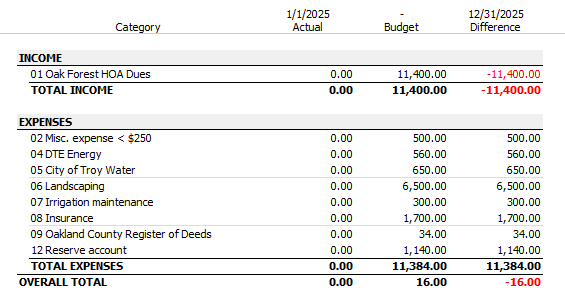 1/1/2025 - 12/31/2025
Category Actual Budget Difference
INCOME
01 Oak Forest HOA Dues 0.00 11,400.00 -11,400.00
TOTAL INCOME 0.00 11,400.00 -11,400.00
EXPENSES
02 Misc. expense < $250 0.00 500.00 500.00
04 DTE Energy 0.00 560.00 560.00
05 City of Troy Water 0.00 650.00 650.00
06 Landscaping 0.00 6,500.00 6,500.00
07 Irrigation maintenance 0.00 300.00 300.00
08 Insurance 0.00 1,700.00 1,700.00
09 Oakland County Register of Deeds 0.00 34.00 34.00
12 Reserve account 0.00 1,140.00 1,140.00
TOTAL EXPENSES 0.00 11,384.00 11,384.00
OVERALL TOTAL 0.00 16.00 -16.00